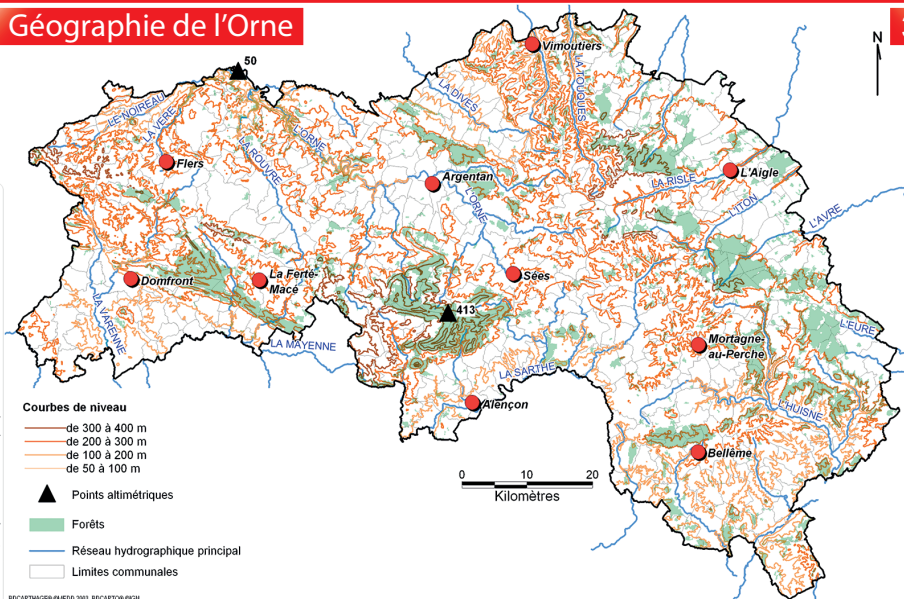 Géographie de l'Orne
N
50
Vimoutiers
LA TOUQUES
LA DIVES
LE NOIREAU
LA VERE
L'ORNE
LA ROUVRE
Flers
Argentan
L'ORNE
L'Aigle
LA RISLE
L'ITON
L'AVRE
Domfront
La Ferté-
Macé
Sées
413
LA VARENNE
LA MAYENNE
L'EURE
Mortagne-
au-Perche
LA SARTHE
Alençon
L'HUISNE
Bellême
Courbes de niveau
de 300 à 400 m
de 200 à 300 m
de 100 à 200 m
de 50 à 100 m
Points altimétriques
Forêts
Réseau hydrographique principal
Limites communales
0 10 20
Kilomètres